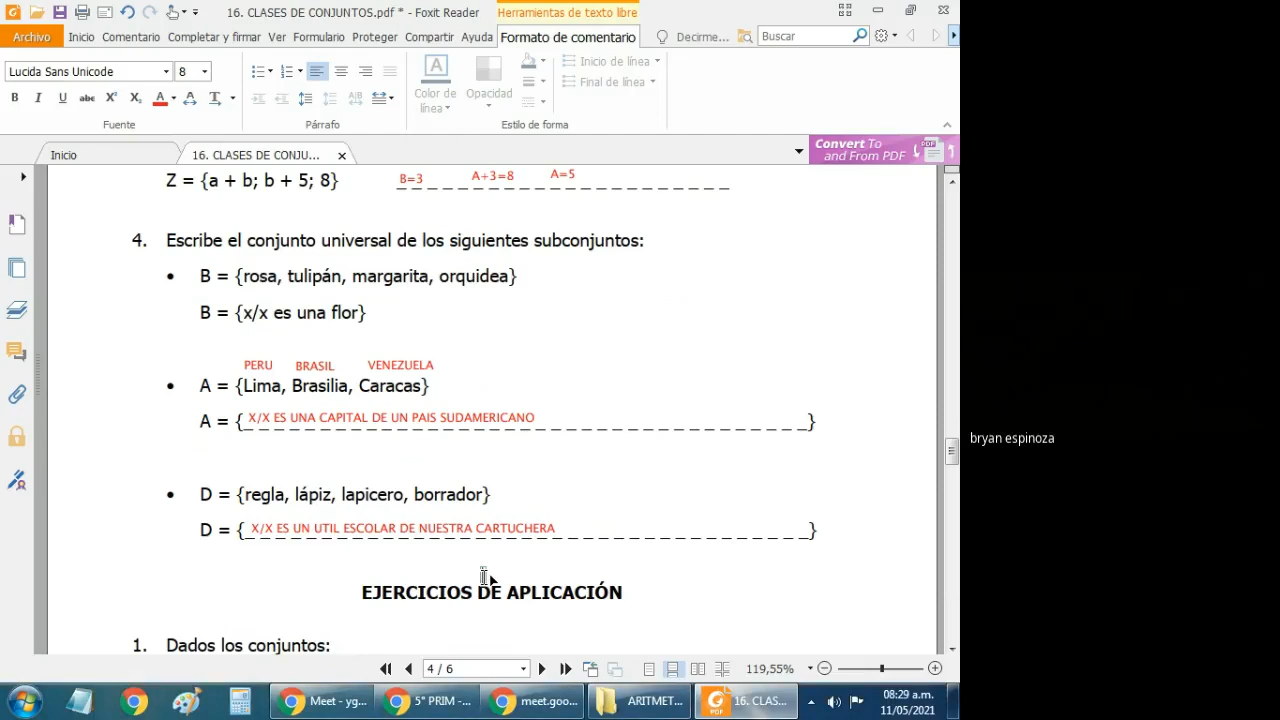 16. CLASES DE CONJUNTOS.pdf * - Foxit Reader
Herramientas de texto libre
Archivo Inicio Comentario Completar y firmar Ver Formulario Proteger Compartir Ayuda Formato de comentario Decirme... Buscar
Lucida Sans Unicode 8
Color de línea Opacidad Inicio de línea
Final de línea
Fuente Párrafo Estilo de forma
Inicio 16. CLASES DE CONJU... Convert To and From PDF
Z = {a + b; b + 5; 8} B=3 A+3=8 A=5
4. Escribe el conjunto universal de los siguientes subconjuntos:
• B = {rosa, tulipán, margarita, orquidea}
B = {x/x es una flor}
PERU BRASIL VENEZUELA
• A = {Lima, Brasilia, Caracas}
A = { X/X ES UNA CAPITAL DE UN PAIS SUDAMERICANO }
• D = {regla, lápiz, lapicero, borrador}
D = { X/X ES UN UTIL ESCOLAR DE NUESTRA CARTUCHERA }
EJERCICIOS DE APLICACIÓN
1. Dados los conjuntos:
4 / 6 119,55%
Meet - yg... 5° PRIM -... meet.goo... ARITMET... 16. CLAS... 08:29 a.m.
11/05/2021
bryan espinoza